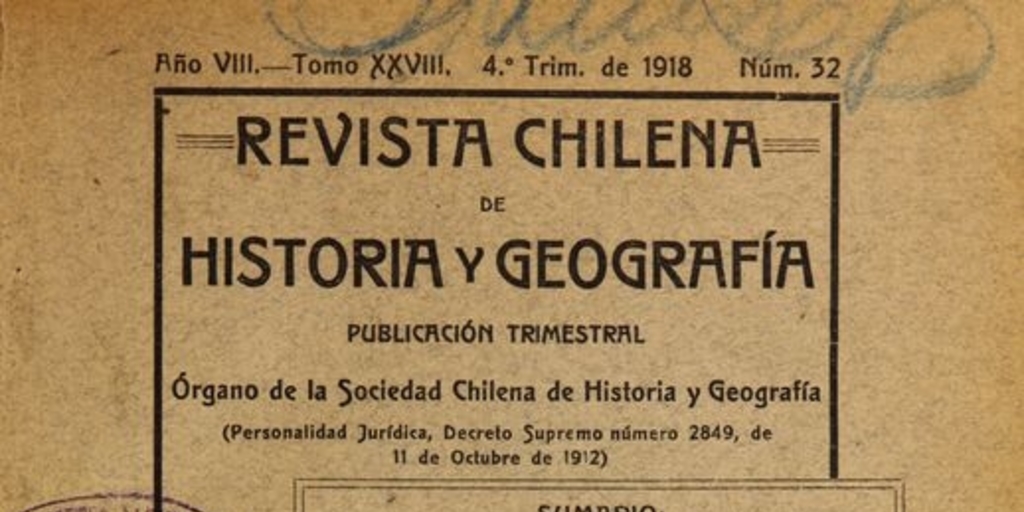 Año VIII.—Tomo XXVIII. 4.° Trim. de 1918 Núm. 32
REVISTA CHILENA
DE
HISTORIA Y GEOGRAFÍA
PUBLICACIÓN TRIMESTRAL
Órgano de la Sociedad Chilena de Historia y Geografía
(Personalidad Jurídica, Decreto Supremo número 2849, de
11 de Octubre de 1912)
SUMARIO